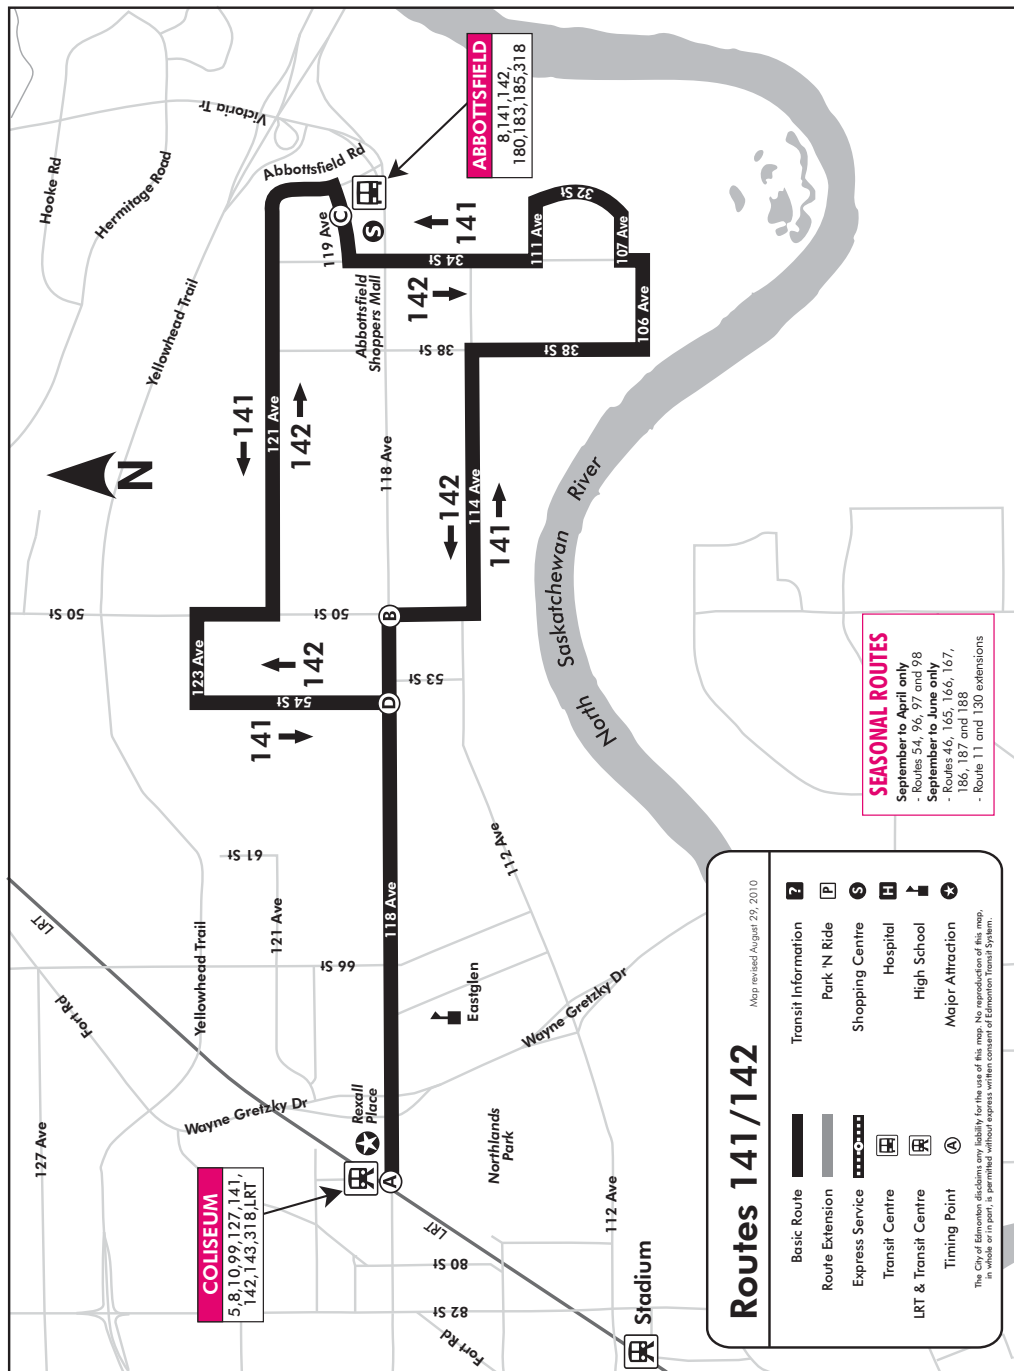 Hooke Rd
Hermitage Road
Victoria Tr
Yellowhead Trail
Abbottsfield Rd
ABBOTTSFIELD
8,141,142,
180,183,185,318
119 Ave
C
S
34 St
141
142
111 Ave
32 St
107 Ave
106 Ave
Abbottsfield
Shoppers Mall
38 St
38 St
141
121 Ave
142
118 Ave
142
114 Ave
141
N
50 St
50 St
B
123 Ave
142
54 St
D
53 St
141
North Saskatchewan River
61 St
121 Ave
112 Ave
118 Ave
LRT
66 St
Yellowhead Trail
Fort Rd
127 Ave
Eastglen
Wayne Gretzky Dr
Wayne Gretzky Dr
Rexall
Place
Northlands
Park
A
COLISEUM
5,8,10,99,127,141,
142,143,318,LRT
LRT
112 Ave
80 St
82 St
Fort Rd
Stadium
SEASONAL ROUTES
September to April only
- Routes 54, 96, 97 and 98
September to June only
- Routes 46, 165, 166, 167,
186, 187 and 188
- Route 11 and 130 extensions
Routes 141/142
Map revised August 29, 2010
Basic Route
Route Extension
Express Service
Transit Centre
LRT & Transit Centre
Timing Point
A
Transit Information
?
Park 'N Ride
P
Shopping Centre
S
Hospital
H
High School
Major Attraction
The City of Edmonton disclaims any liability for the use of this map. No reproduction of this map,
in whole or in part, is permitted without express written consent of Edmonton Transit System.